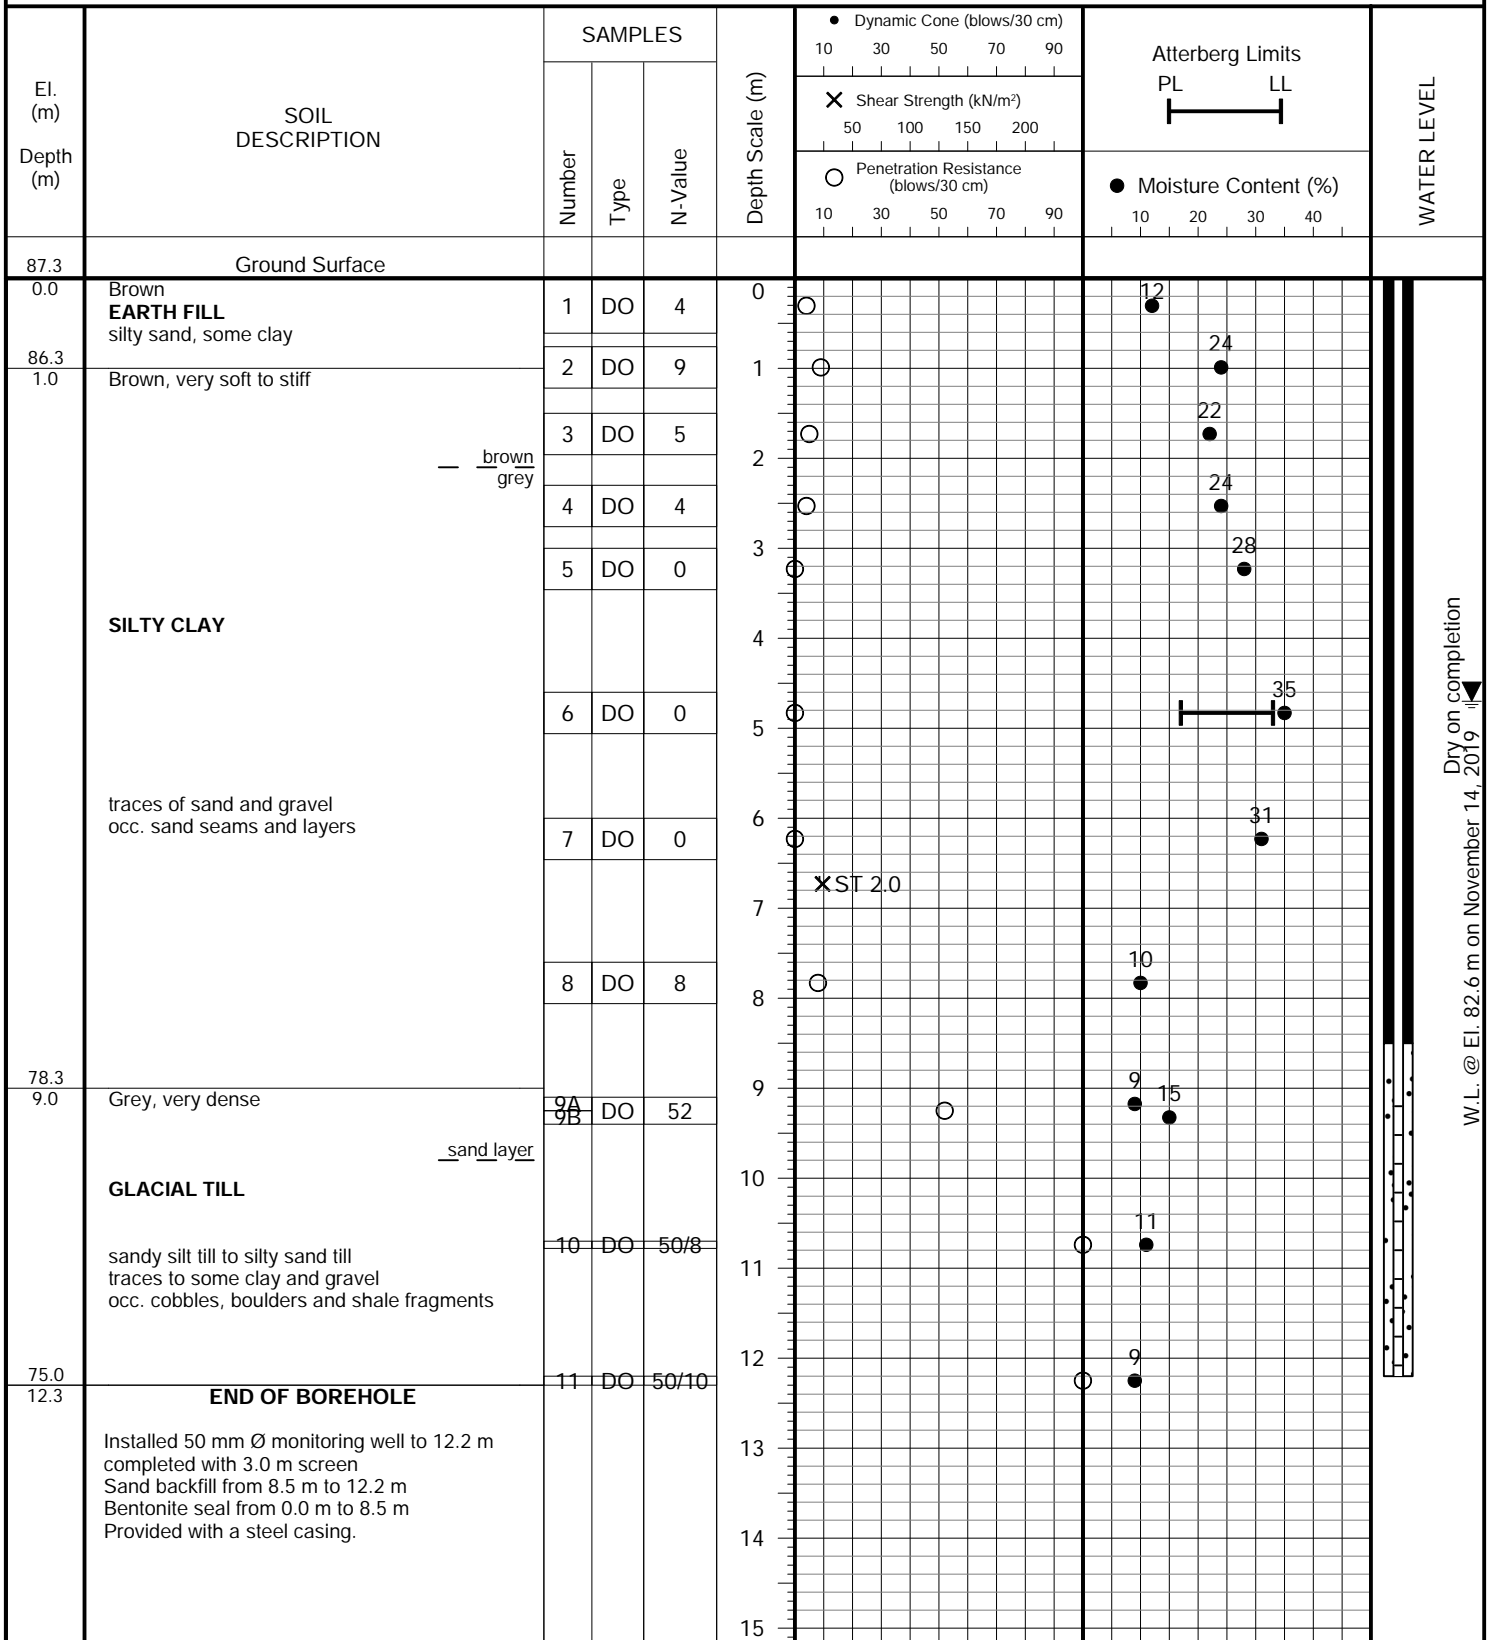 El.
(m)
Depth
(m)
SOIL
DESCRIPTION
SAMPLES
Number
Type
N-Value
Depth Scale (m)
Dynamic Cone (blows/30 cm)
10 30 50 70 90
Shear Strength (kN/m²)
50 100 150 200
Penetration Resistance
(blows/30 cm)
10 30 50 70 90
Atterberg Limits
PL LL
Moisture Content (%)
10 20 30 40
WATER LEVEL
87.3 Ground Surface
0.0 Brown
EARTH FILL
silty sand, some clay
1 DO 4
0
12
86.3
1.0 Brown, very soft to stiff
2 DO 9
1
24
3 DO 5
22
brown
grey
2
4 DO 4
24
3
5 DO 0
28
SILTY CLAY
4
6 DO 0
35
5
traces of sand and gravel
occ. sand seams and layers
6
7 DO 0
31
ST 2.0
7
8 DO 8
10
8
78.3
9.0 Grey, very dense
9
9A
9B
DO 52
9
15
sand layer
GLACIAL TILL
10
sandy silt till to silty sand till
traces to some clay and gravel
occ. cobbles, boulders and shale fragments
10 DO 50/8
11
11
12
75.0
12.3 END OF BOREHOLE
11 DO 50/10
9
Installed 50 mm Ø monitoring well to 12.2 m
completed with 3.0 m screen
Sand backfill from 8.5 m to 12.2 m
Bentonite seal from 0.0 m to 8.5 m
Provided with a steel casing.
13
14
15
Dry on completion
W.L. @ El. 82.6 m on November 14, 2019